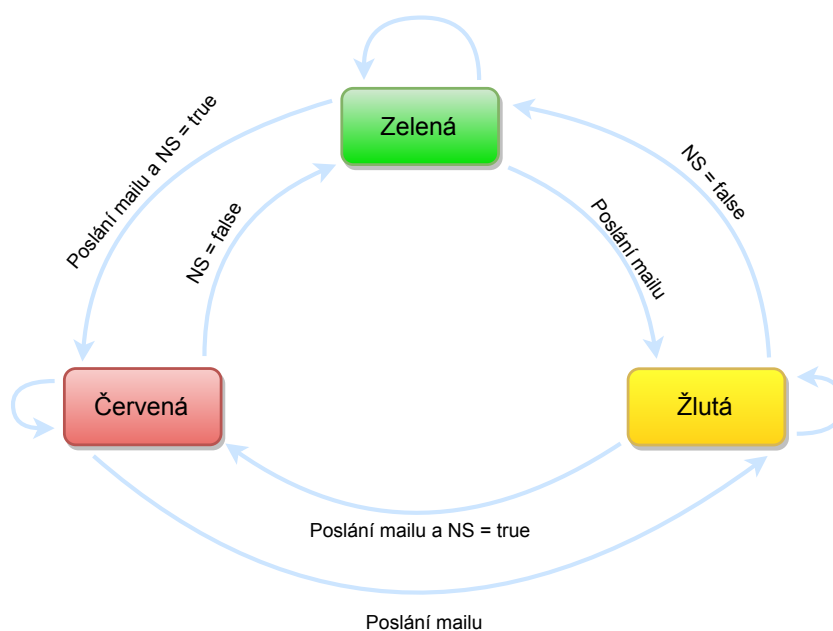 Zelená
Poslání mailu a NS = true
NS = false
NS = false
Poslání mailu
Červená
Žlutá
Poslání mailu a NS = true
Poslání mailu